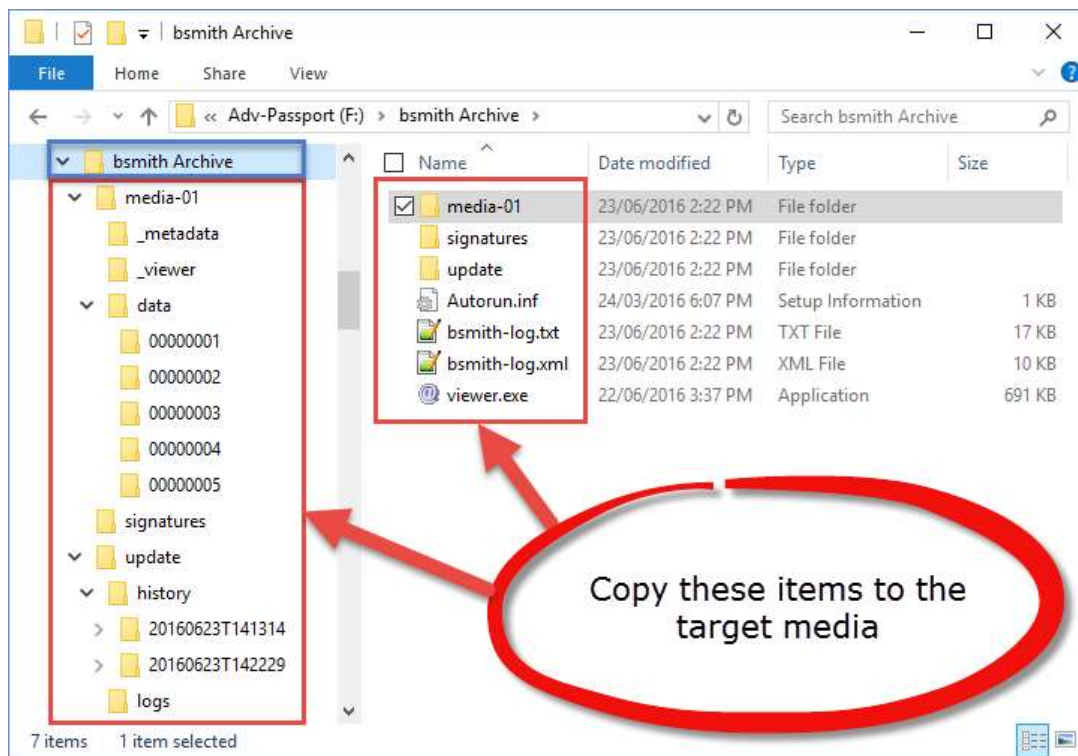 bsmith Archive
File Home Share View
« Adv-Passport (F:) > bsmith Archive > Search bsmith Archive
bsmith Archive
media-01
_metadata
_viewer
data
00000001
00000002
00000003
00000004
00000005
signatures
update
history
20160623T141314
20160623T142229
logs
Name Date modified Type Size
media-01 23/06/2016 2:22 PM File folder
signatures 23/06/2016 2:22 PM File folder
update 23/06/2016 2:22 PM File folder
Autorun.inf 24/03/2016 6:07 PM Setup Information 1 KB
bsmith-log.txt 23/06/2016 2:22 PM TXT File 17 KB
bsmith-log.xml 23/06/2016 2:22 PM XML File 10 KB
viewer.exe 22/06/2016 3:37 PM Application 691 KB
Copy these items to the
target media
7 items 1 item selected